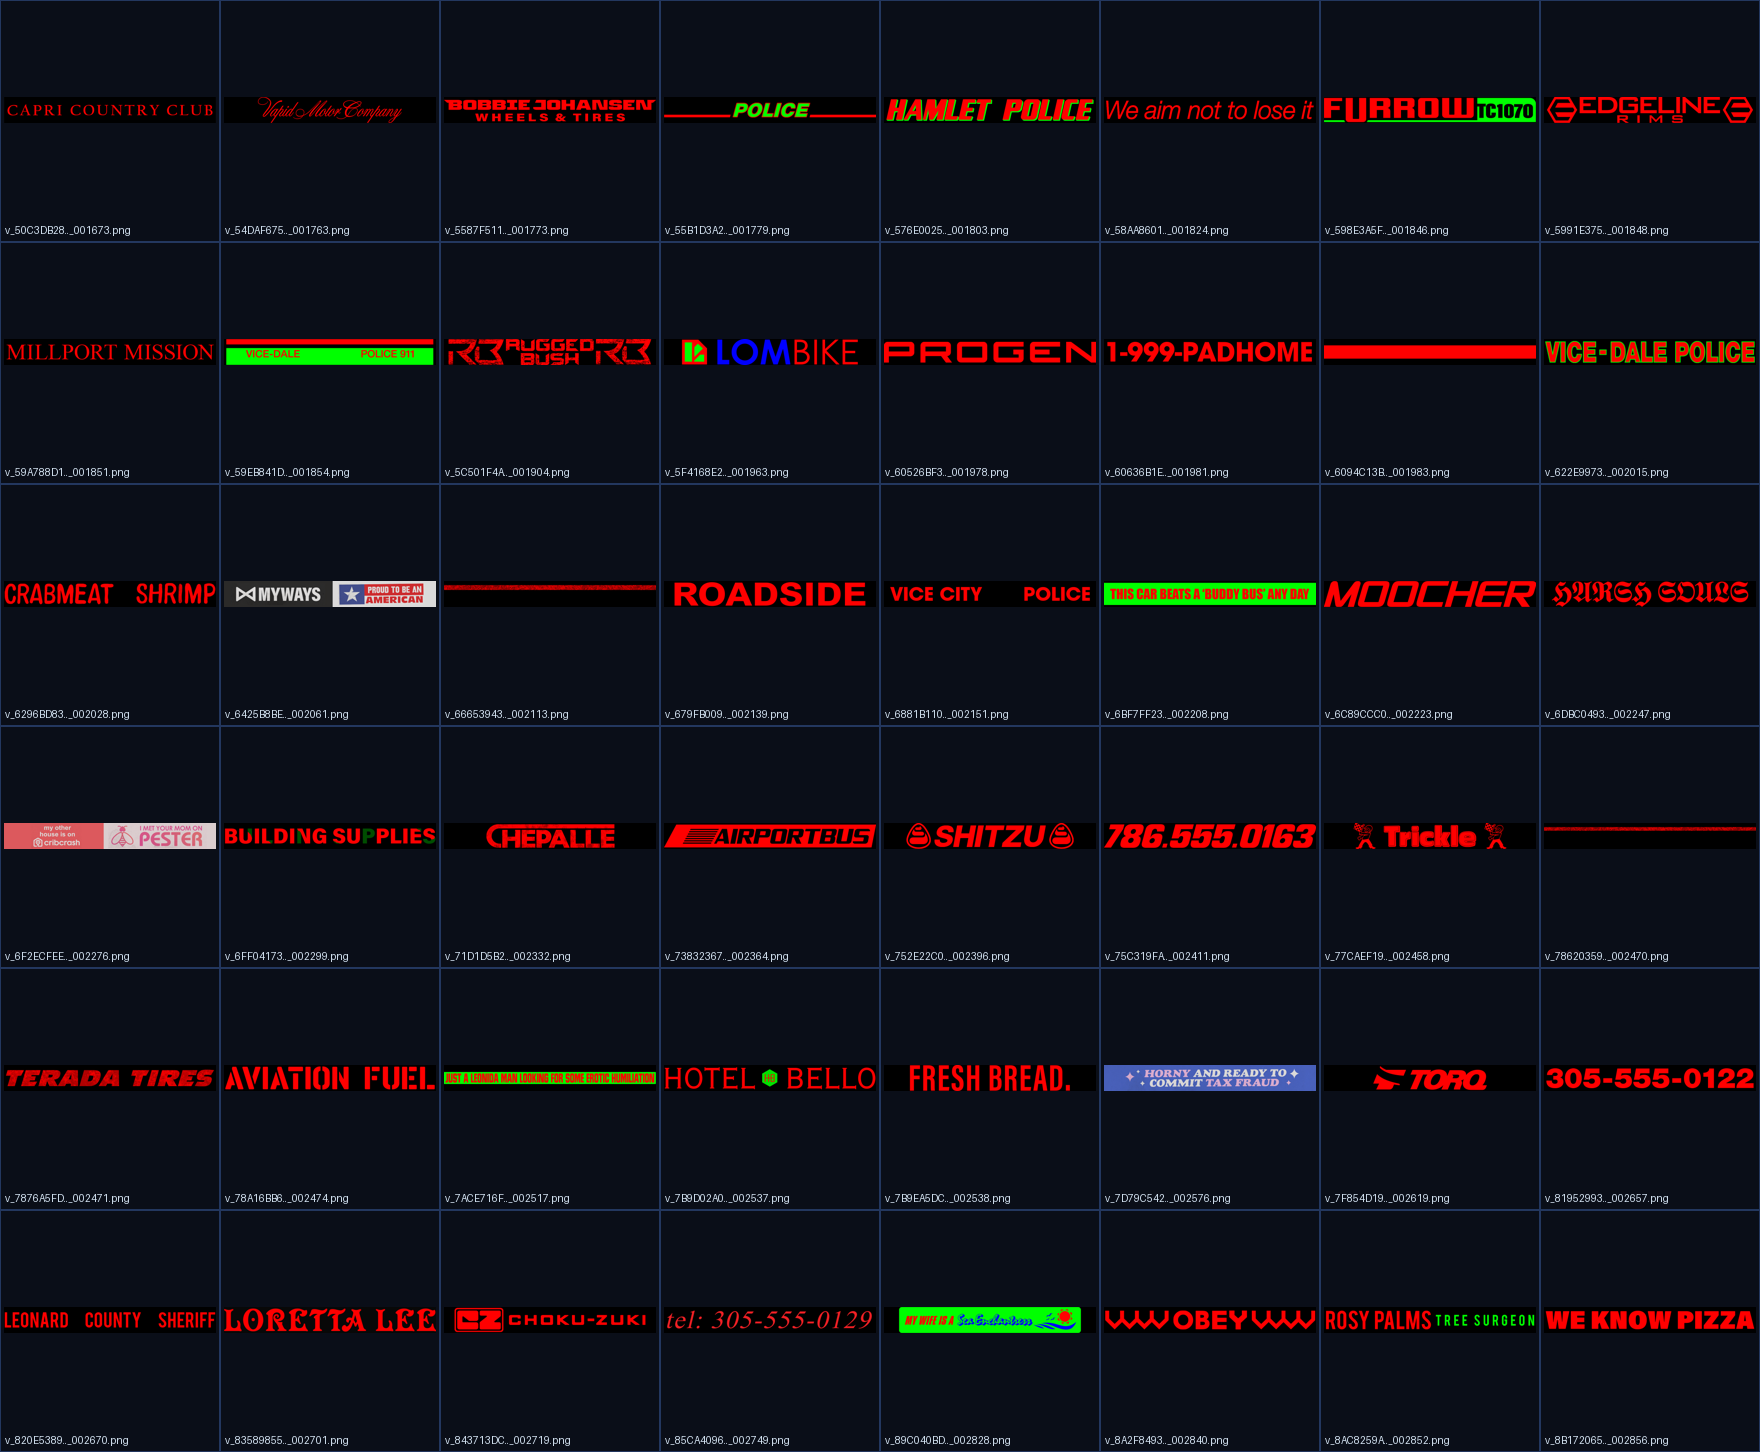 CAPRI COUNTRY CLUB
Vapid Motor Company
BOBBIE JOHANSEN
WHEELS & TIRES
POLICE
HAMLET POLICE
We aim not to lose it
FURROW TC1070
EDGELINE
RIMS
v_50C3DB28.._001673.png
v_54DAF675.._001763.png
v_5587F511.._001773.png
v_55B1D3A2.._001779.png
v_576E0025.._001803.png
v_58AA8601.._001824.png
v_598E3A5F.._001846.png
v_5991E375.._001848.png
MILLPORT MISSION
VICE-DALE POLICE 911
RB RUGGED BUSH RB
LOMBIKE
PROGEN
1-999-PADHOME
VICE-DALE POLICE
v_59A788D1.._001851.png
v_59EB841D.._001854.png
v_5C501F4A.._001904.png
v_5F4168E2.._001963.png
v_60526BF3.._001978.png
v_60636B1E.._001981.png
v_6094C13B.._001983.png
v_622E9973.._002015.png
CRABMEAT SHRIMP
MYWAYS
PROUD TO BE AN
AMERICAN
ROADSIDE
VICE CITY POLICE
THIS CAR BEATS A 'BUDDY BUS' ANY DAY
MOOCHER
HARSH SOULS
v_6296BD83.._002028.png
v_6425B8BE.._002061.png
v_66653943.._002113.png
v_679FB009.._002139.png
v_6881B110.._002151.png
v_6BF7FF23.._002208.png
v_6C89CCC0.._002223.png
v_6DBC0493.._002247.png
my other
house is on
cribcrash
I MET YOUR MOM ON
PESTER
BUILDING SUPPLIES
CHEPALLE
AIRPORTBUS
SHITZU
786.555.0163
Trickle
v_6F2ECFEE.._002276.png
v_6FF04173.._002299.png
v_71D1D5B2.._002332.png
v_73832367.._002364.png
v_752E22C0.._002396.png
v_75C319FA.._002411.png
v_77CAEF19.._002458.png
v_78620359.._002470.png
TERADA TIRES
AVIATION FUEL
JUST A LEONIDA MAN LOOKING FOR SOME EROTIC HUMILIATION
HOTEL HB BELLO
FRESH BREAD.
HORNY AND READY TO
COMMIT TAX FRAUD
TORQ
305-555-0122
v_7876A5FD.._002471.png
v_78A16BB6.._002474.png
v_7ACE716F.._002517.png
v_7B9D02A0.._002537.png
v_7B9EA5DC.._002538.png
v_7D79C542.._002576.png
v_7F854D19.._002619.png
v_81952993.._002657.png
LEONARD COUNTY SHERIFF
LORETTA LEE
CZ CHOKU-ZUKI
tel: 305-555-0129
MY WIFE IS A Sea Enchantress
OBEY
ROSY PALMS TREE SURGEON
WE KNOW PIZZA
v_820E5389.._002670.png
v_83589855.._002701.png
v_843713DC.._002719.png
v_85CA4096.._002749.png
v_89C040BD.._002828.png
v_8A2F8493.._002840.png
v_8AC8259A.._002852.png
v_8B172065.._002856.png